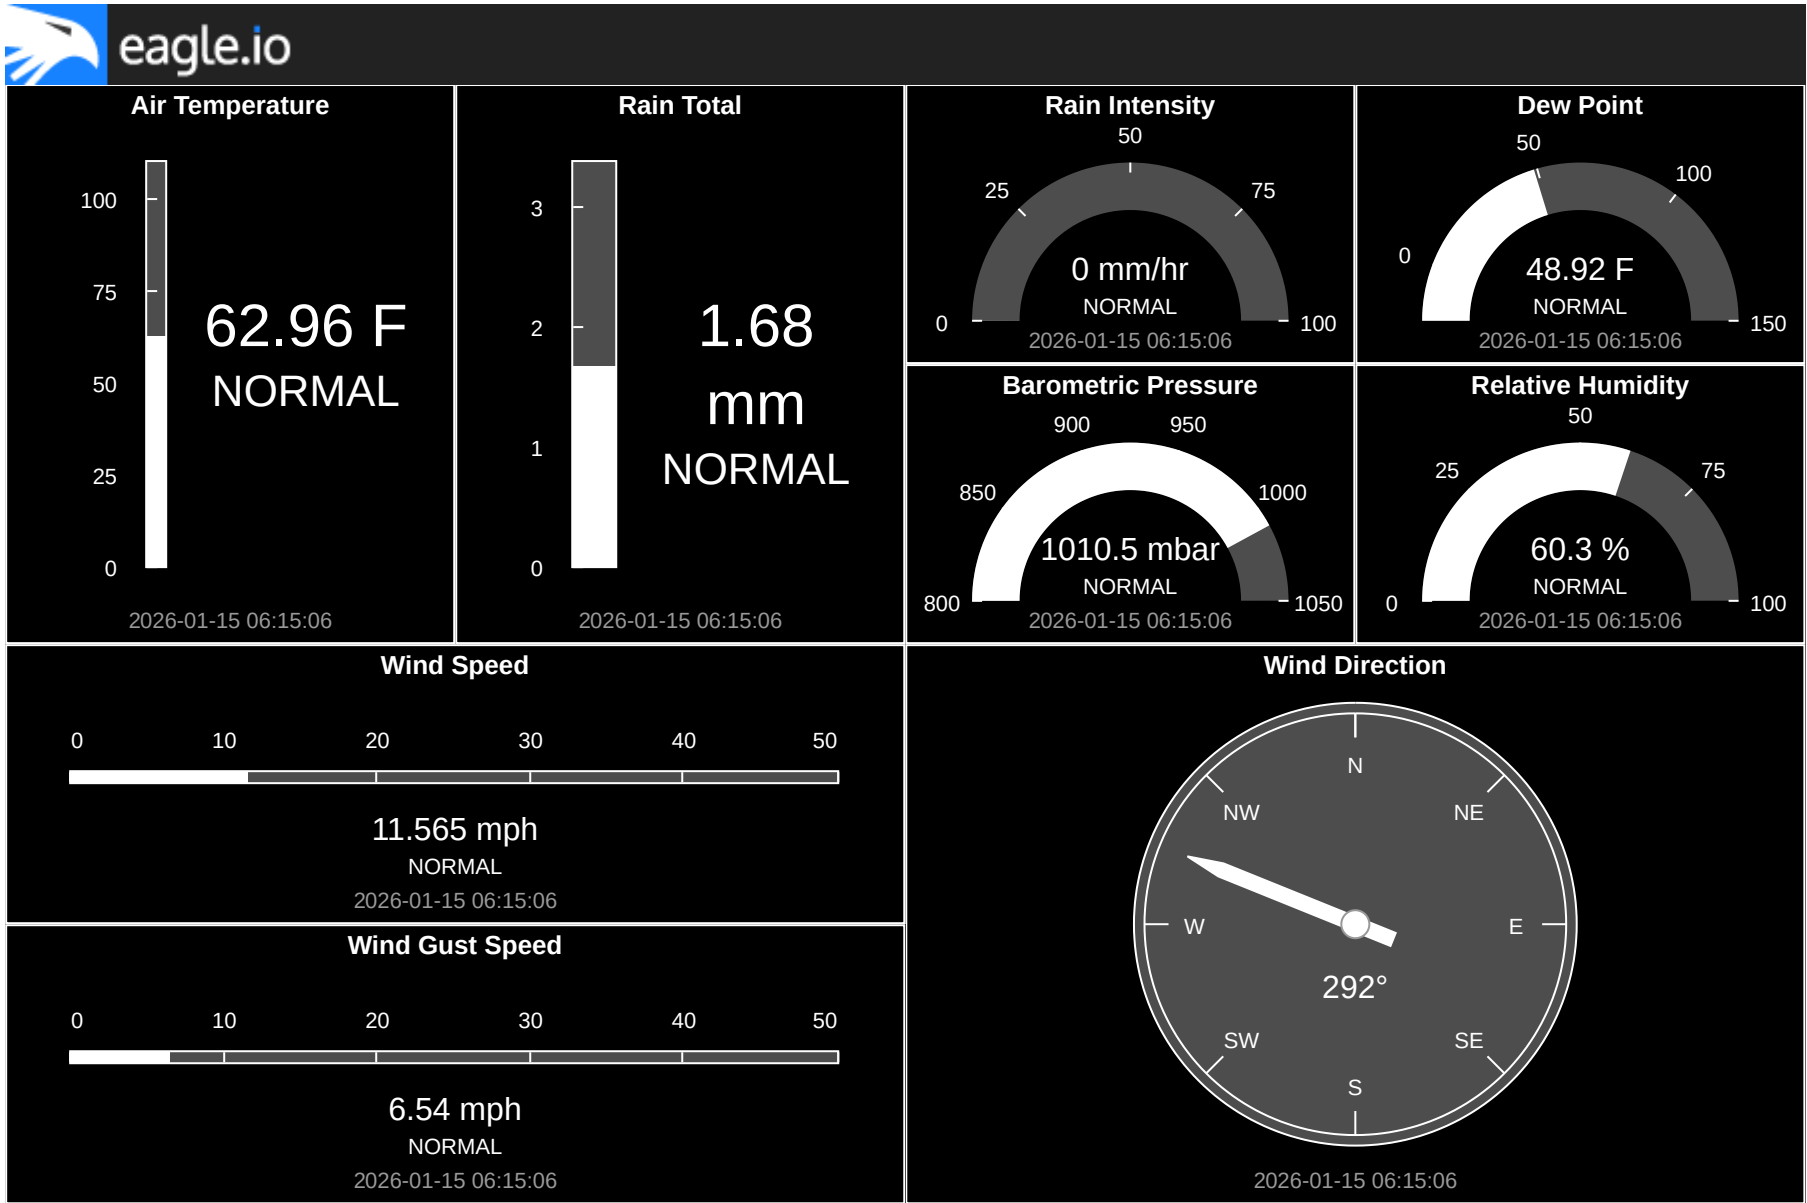 eagle.io
Air Temperature
100
75
50
25
0
62.96 F
NORMAL
2026-01-15 06:15:06
Rain Total
3
2
1
0
1.68
mm
NORMAL
2026-01-15 06:15:06
Rain Intensity
0
25
50
75
100
0 mm/hr
NORMAL
2026-01-15 06:15:06
Dew Point
0
50
100
150
48.92 F
NORMAL
2026-01-15 06:15:06
Barometric Pressure
800
850
900
950
1000
1050
1010.5 mbar
NORMAL
2026-01-15 06:15:06
Relative Humidity
0
25
50
75
100
60.3 %
NORMAL
2026-01-15 06:15:06
Wind Speed
0 10 20 30 40 50
11.565 mph
NORMAL
2026-01-15 06:15:06
Wind Gust Speed
0 10 20 30 40 50
6.54 mph
NORMAL
2026-01-15 06:15:06
Wind Direction
N
NW NE
W E
292°
SW SE
S
2026-01-15 06:15:06